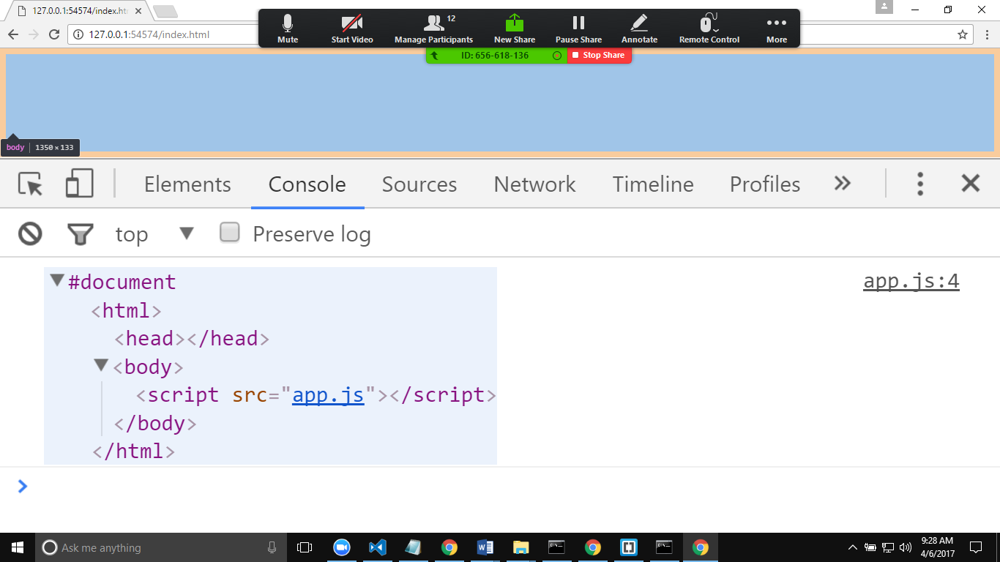 127.0.0.1:54574/index.ht
127.0.0.1:54574/index.html
12
Mute
Start Video
Manage Participants
New Share
Pause Share
Annotate
Remote Control
More
ID: 656-618-136
Stop Share
body 1350 × 133
Elements Console Sources Network Timeline Profiles
top Preserve log
#document app.js:4
<html>
<head></head>
<body>
<script src="app.js"></script>
</body>
</html>
Ask me anything
9:28 AM
4/6/2017